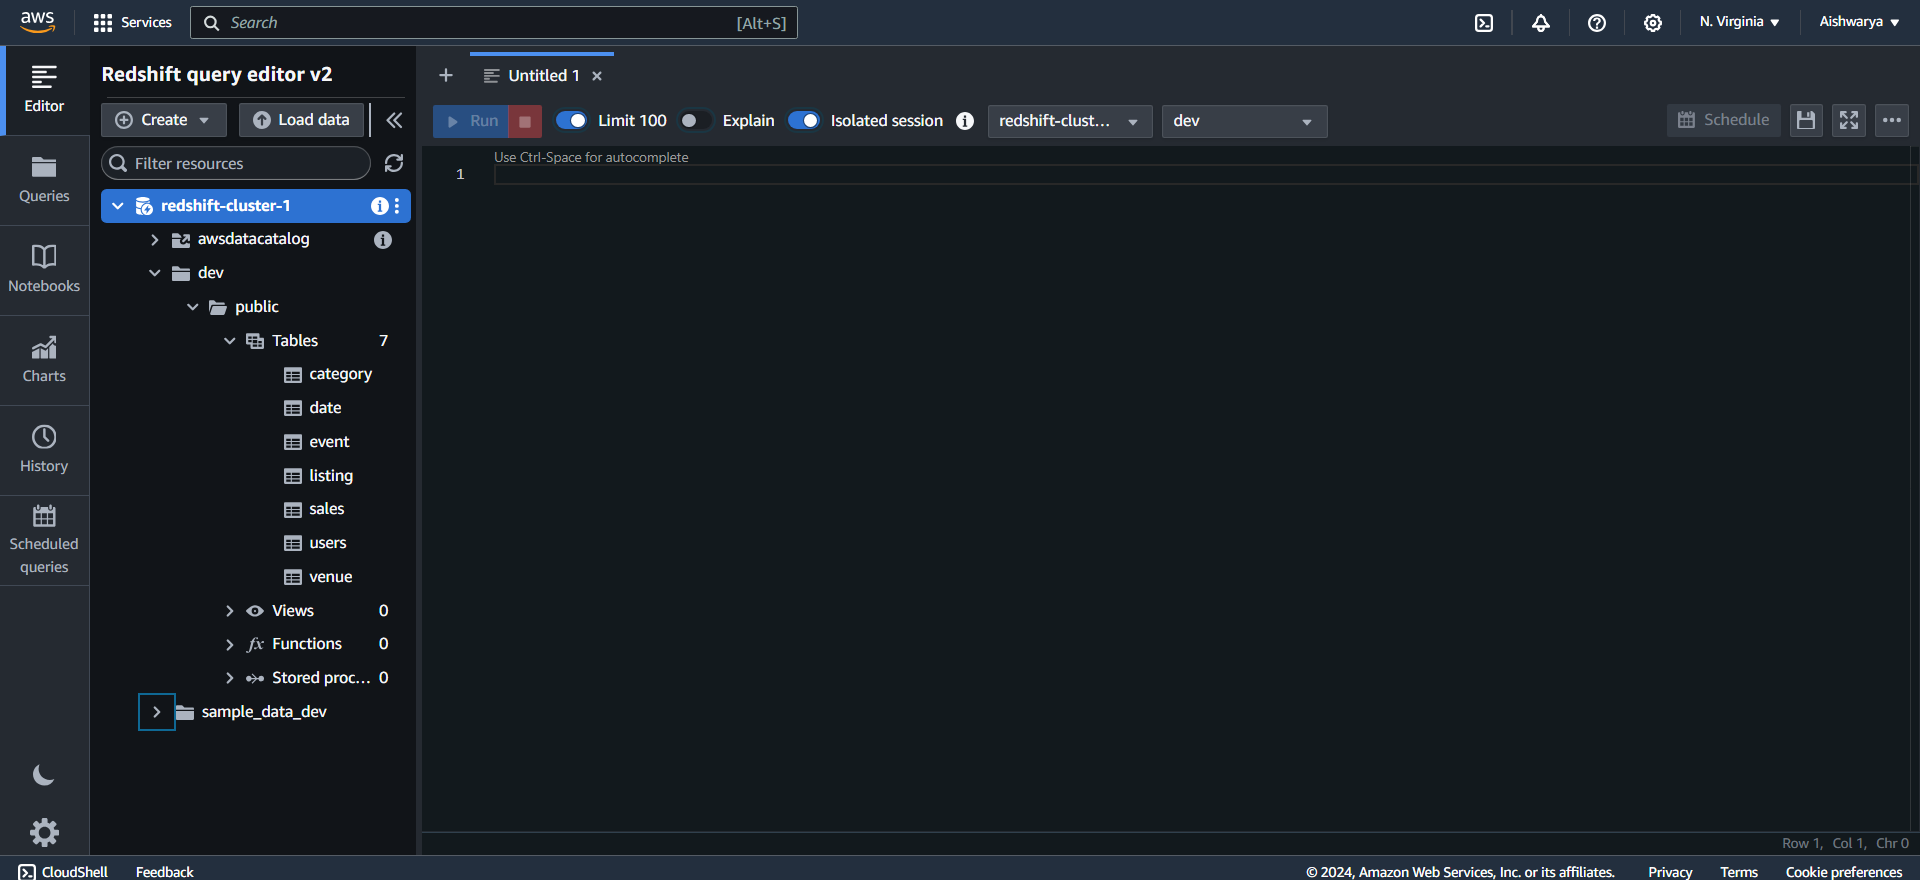 aws
Services
Search
[Alt+S]
N. Virginia
Aishwarya
Editor
Queries
Notebooks
Charts
History
Scheduled
queries
Redshift query editor v2
Create
Load data
Filter resources
redshift-cluster-1
awsdatacatalog
dev
public
Tables 7
category
date
event
listing
sales
users
venue
Views 0
fx Functions 0
Stored proc... 0
sample_data_dev
Untitled 1
Run
Limit 100
Explain
Isolated session
redshift-clust...
dev
Schedule
Use Ctrl-Space for autocomplete
1
Row 1, Col 1, Chr 0
CloudShell
Feedback
© 2024, Amazon Web Services, Inc. or its affiliates.
Privacy
Terms
Cookie preferences